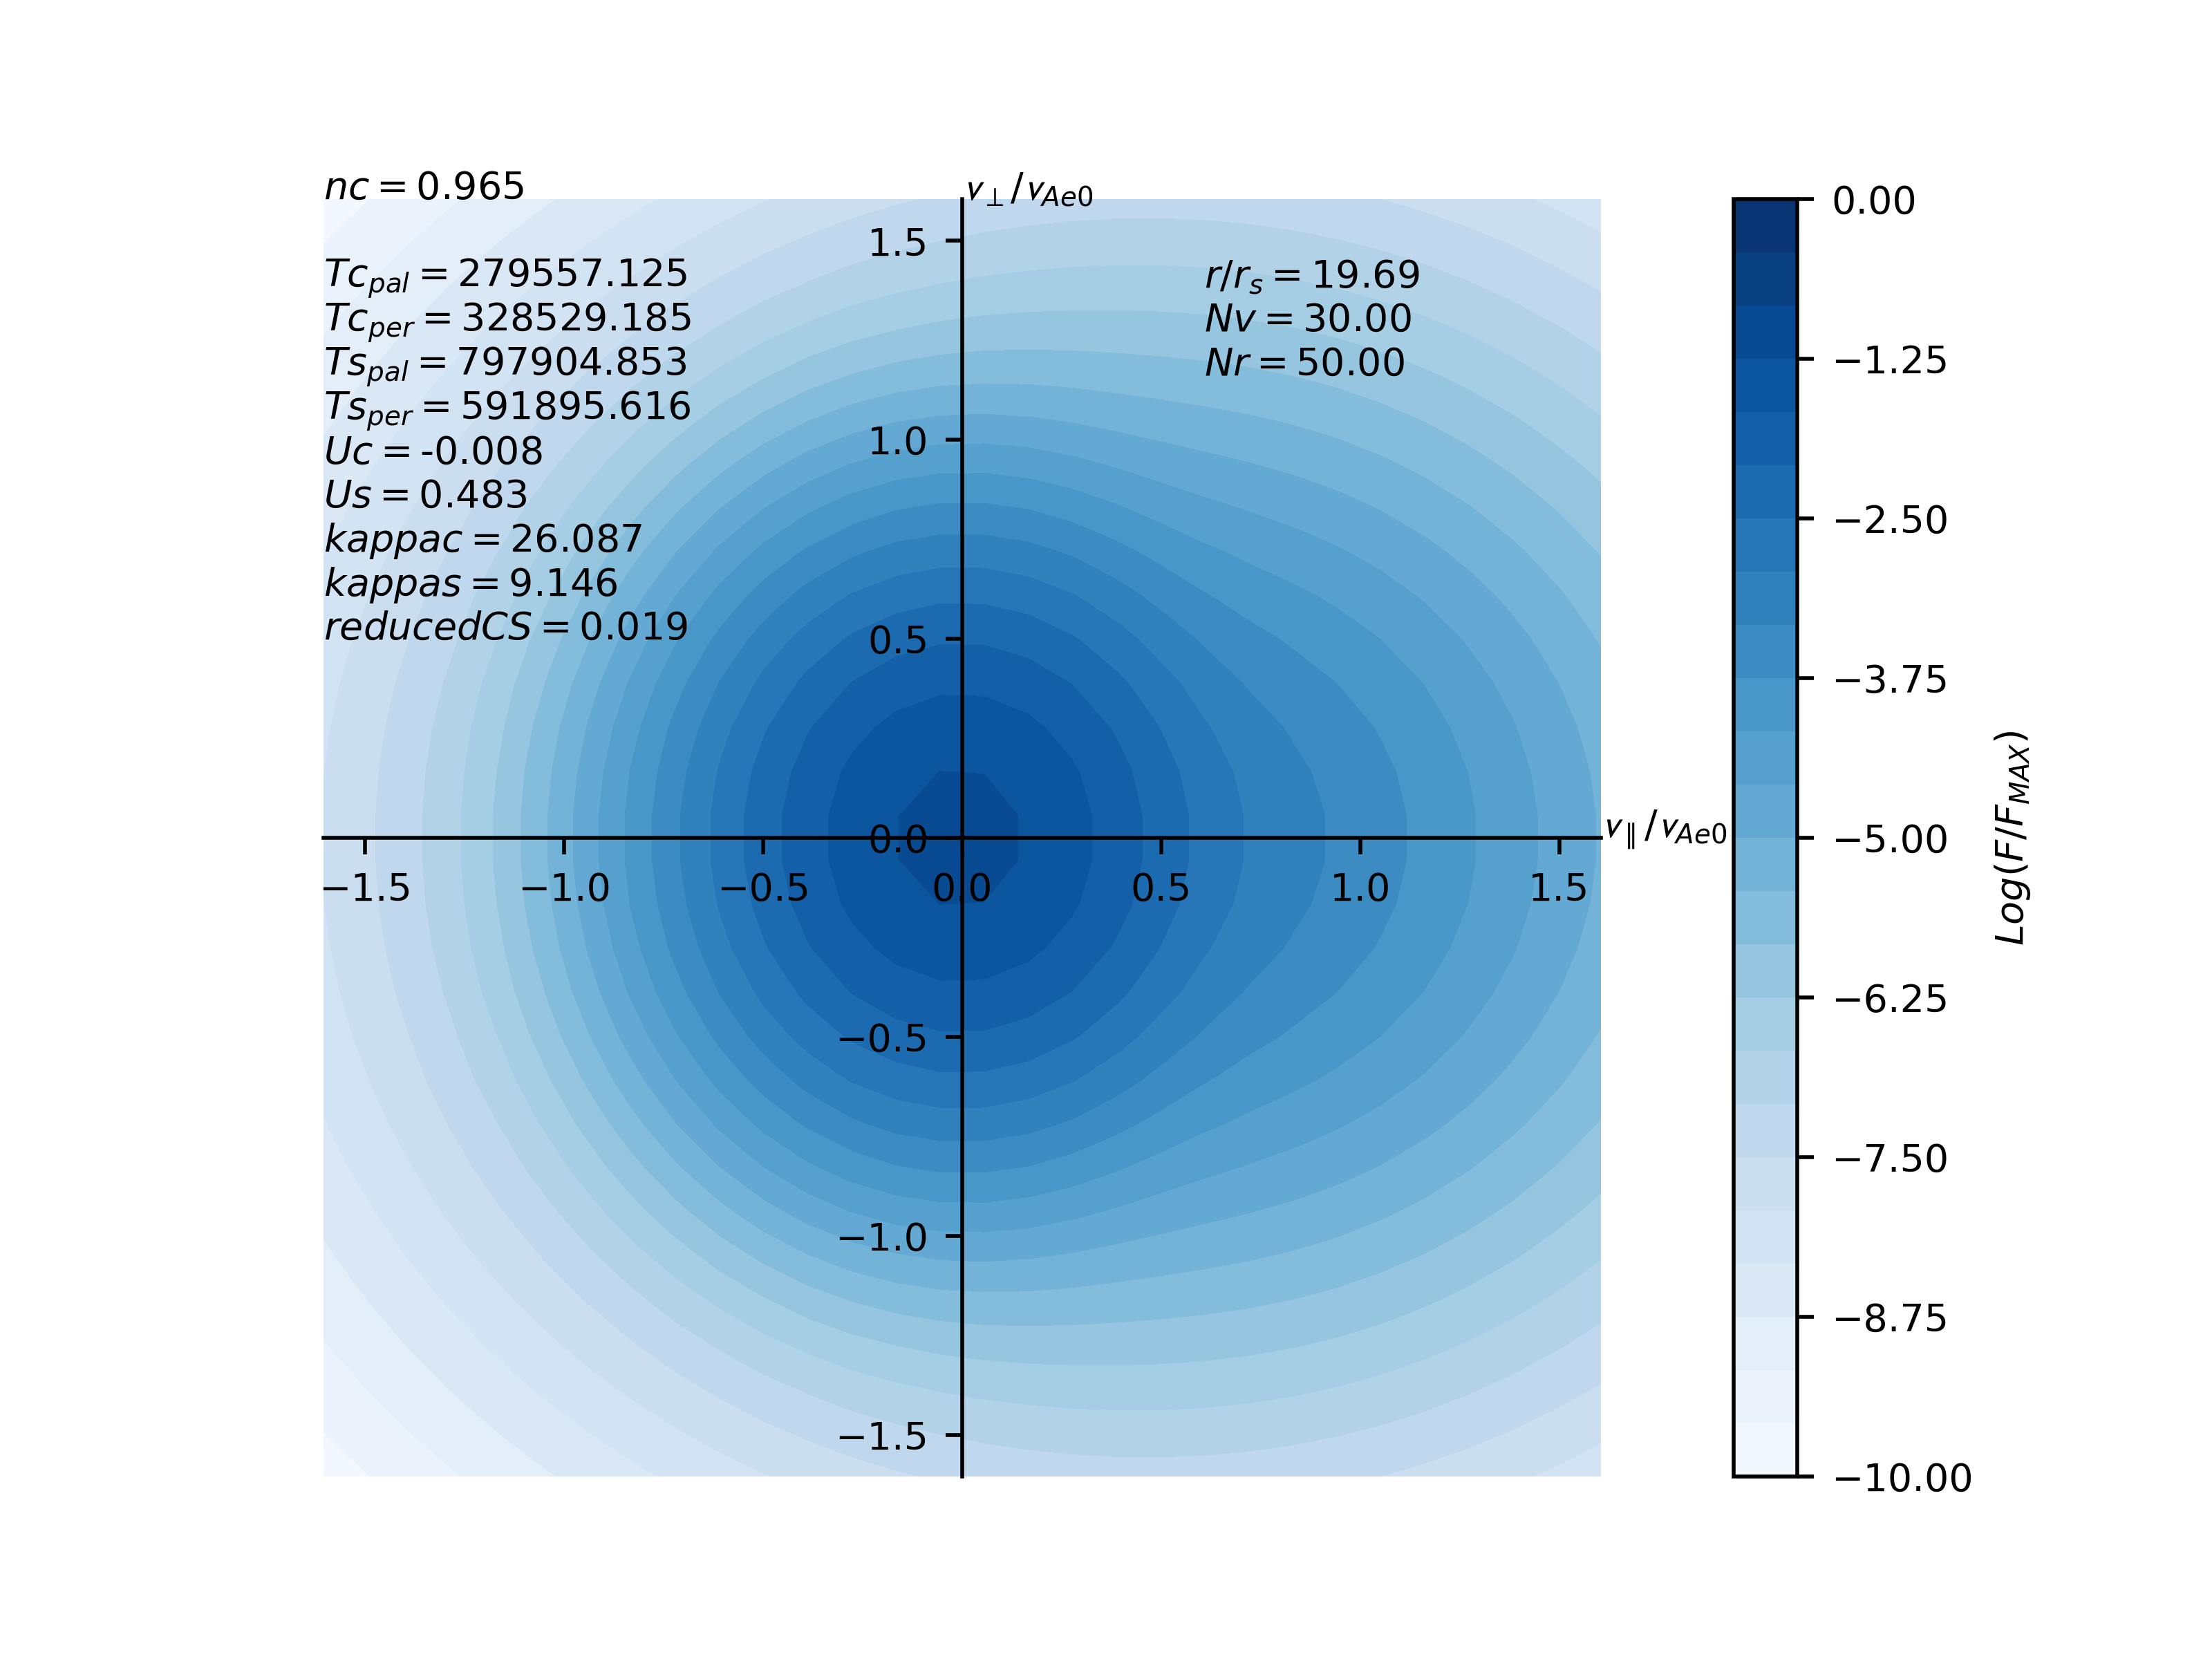 nc = 0.965
v⊥/vAe0
Tc_pal = 279557.125
Tc_per = 328529.185
Ts_pal = 797904.853
Ts_per = 591895.616
Uc = -0.008
Us = 0.483
kappac = 26.087
kappas = 9.146
reducedCS = 0.019
r/r_s = 19.69
Nv = 30.00
Nr = 50.00
1.5
1.0
0.5
0.0
−0.5
−1.0
−1.5
−1.5 −1.0 −0.5 0.0 0.5 1.0 1.5
v∥/vAe0
0.00
−1.25
−2.50
−3.75
−5.00
−6.25
−7.50
−8.75
−10.00
Log(F/F_MAX)